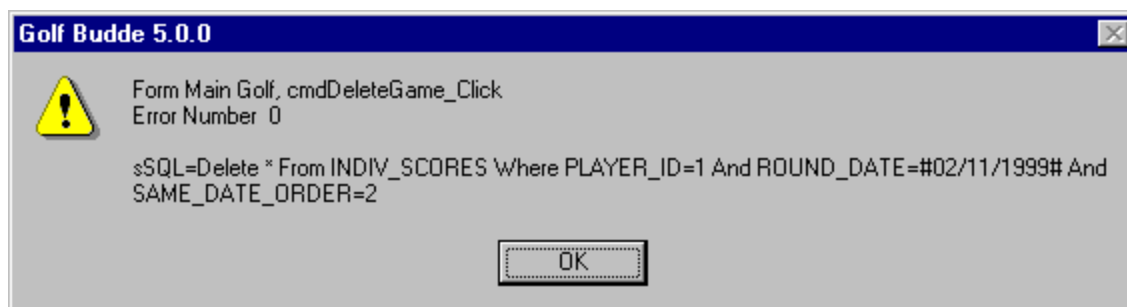 Golf Budde 5.0.0
Form Main Golf, cmdDeleteGame_Click
Error Number  0
sSQL=Delete * From INDIV_SCORES Where PLAYER_ID=1 And ROUND_DATE=#02/11/1999# And
SAME_DATE_ORDER=2
OK